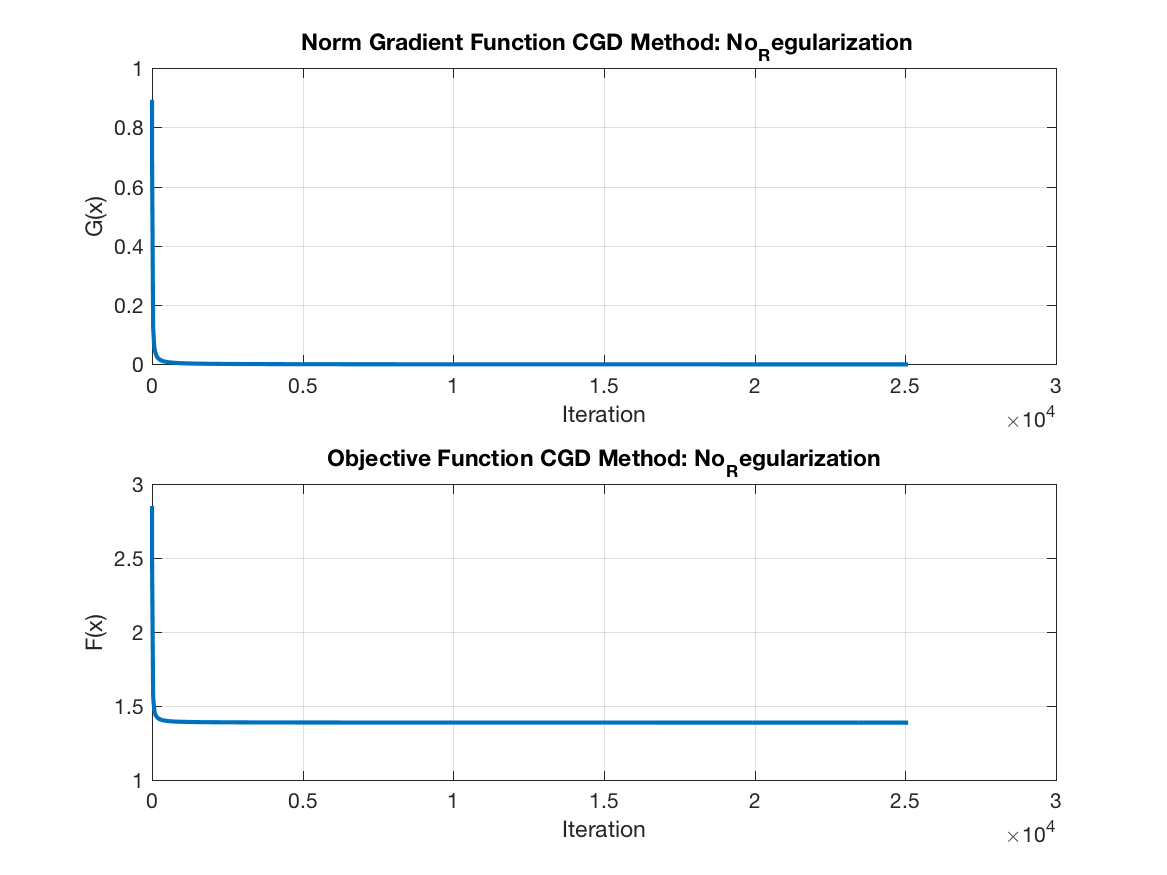 Norm Gradient Function CGD Method: No_Regularization
1
0.8
0.6
0.4
0.2
0
G(x)
0 0.5 1 1.5 2 2.5 3
Iteration
×10^4
Objective Function CGD Method: No_Regularization
3
2.5
2
1.5
1
F(x)
0 0.5 1 1.5 2 2.5 3
Iteration
×10^4